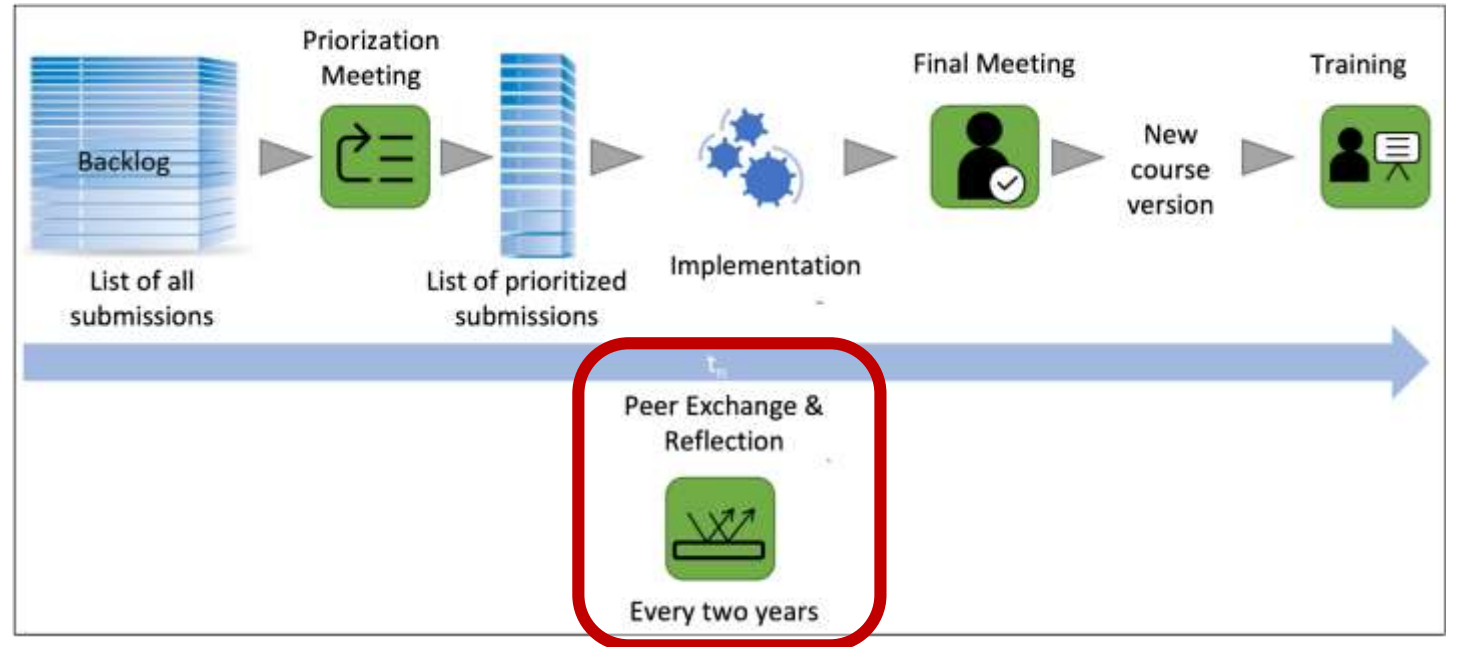 Priorization
Meeting
Final Meeting
Training
Backlog
New
course
version
List of all
submissions
List of prioritized
submissions
Implementation
tn
Peer Exchange &
Reflection
Every two years